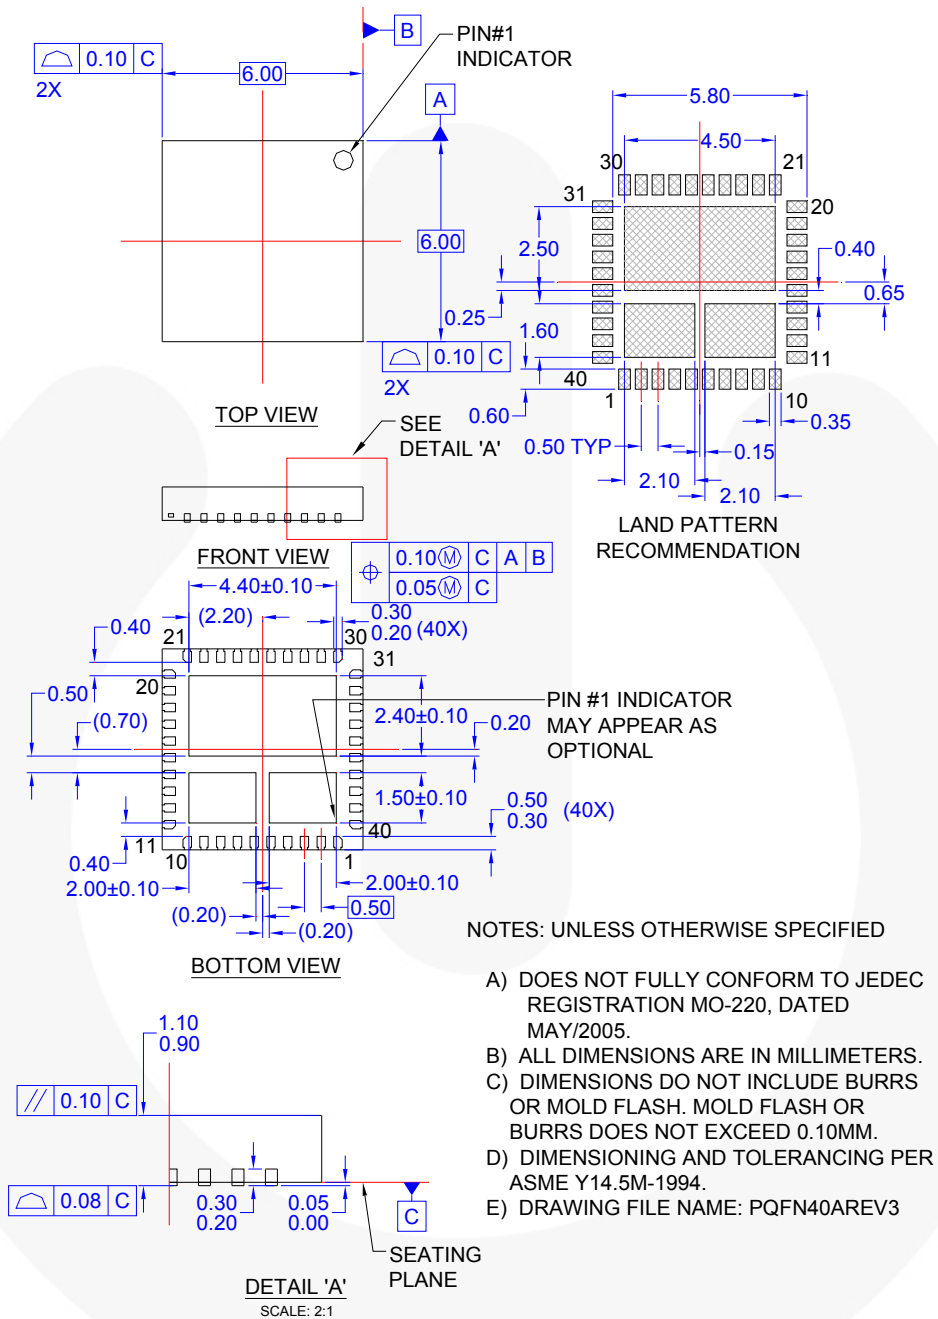 B
PIN#1
INDICATOR
0.10 C
2X
6.00
A
6.00
0.10 C
2X
TOP VIEW
5.80
4.50
30
21
31
20
2.50
0.40
0.65
0.25
1.60
40
11
1
10
0.60
0.35
0.50 TYP
0.15
2.10
2.10
LAND PATTERN
RECOMMENDATION
SEE
DETAIL 'A'
FRONT VIEW
0.10 Ⓜ C A B
0.05 Ⓜ C
4.40±0.10
(2.20)
0.30
0.20 (40X)
0.40
21
30
31
20
0.50
(0.70)
2.40±0.10
0.20
PIN #1 INDICATOR
MAY APPEAR AS
OPTIONAL
1.50±0.10
0.50
0.30 (40X)
11
10
40
1
0.40
2.00±0.10
2.00±0.10
(0.20)
0.50
(0.20)
BOTTOM VIEW
NOTES: UNLESS OTHERWISE SPECIFIED
A) DOES NOT FULLY CONFORM TO JEDEC
REGISTRATION MO-220, DATED
MAY/2005.
B) ALL DIMENSIONS ARE IN MILLIMETERS.
C) DIMENSIONS DO NOT INCLUDE BURRS
OR MOLD FLASH. MOLD FLASH OR
BURRS DOES NOT EXCEED 0.10MM.
D) DIMENSIONING AND TOLERANCING PER
ASME Y14.5M-1994.
E) DRAWING FILE NAME: PQFN40AREV3
1.10
0.90
// 0.10 C
0.08 C
0.30
0.20
0.05
0.00
C
SEATING
PLANE
DETAIL 'A'
SCALE: 2:1